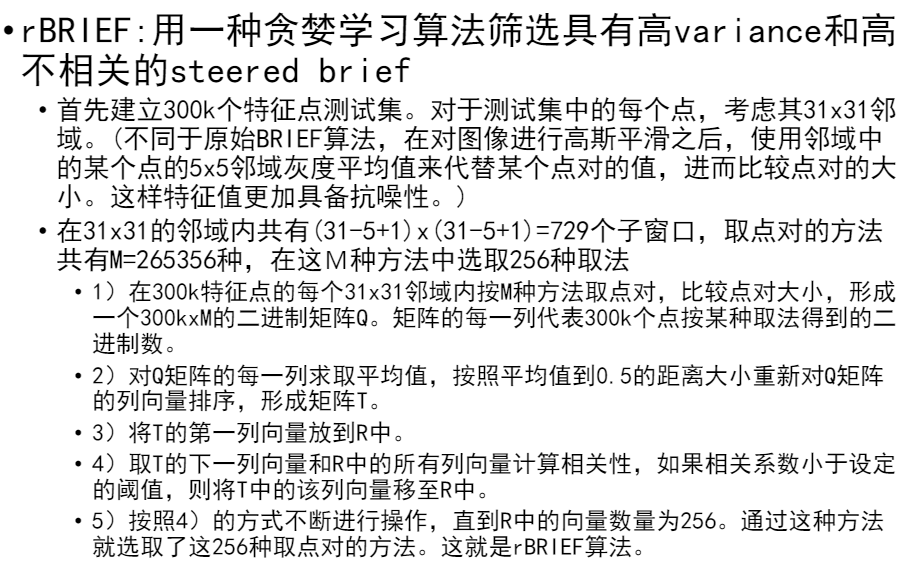 •rBRIEF:用一种贪婪学习算法筛选具有高variance和高
不相关的steered brief
• 首先建立300k个特征点测试集。对于测试集中的每个点，考虑其31x31邻
域。(不同于原始BRIEF算法，在对图像进行高斯平滑之后，使用邻域中
的某个点的5x5邻域灰度平均值来代替某个点对的值，进而比较点对的大
小。这样特征值更加具备抗噪性。)
• 在31x31的邻域内共有(31-5+1)x(31-5+1)=729个子窗口，取点对的方法
共有M=265356种，在这M种方法中选取256种取法
• 1）在300k特征点的每个31x31邻域内按M种方法取点对，比较点对大小，形成
一个300kxM的二进制矩阵Q。矩阵的每一列代表300k个点按某种取法得到的二
进制数。
• 2）对Q矩阵的每一列求取平均值，按照平均值到0.5的距离大小重新对Q矩阵
的列向量排序，形成矩阵T。
• 3）将T的第一列向量放到R中。
• 4）取T的下一列向量和R中的所有列向量计算相关性，如果相关系数小于设定
的阈值，则将T中的该列向量移至R中。
• 5）按照4）的方式不断进行操作，直到R中的向量数量为256。通过这种方法
就选取了这256种取点对的方法。这就是rBRIEF算法。